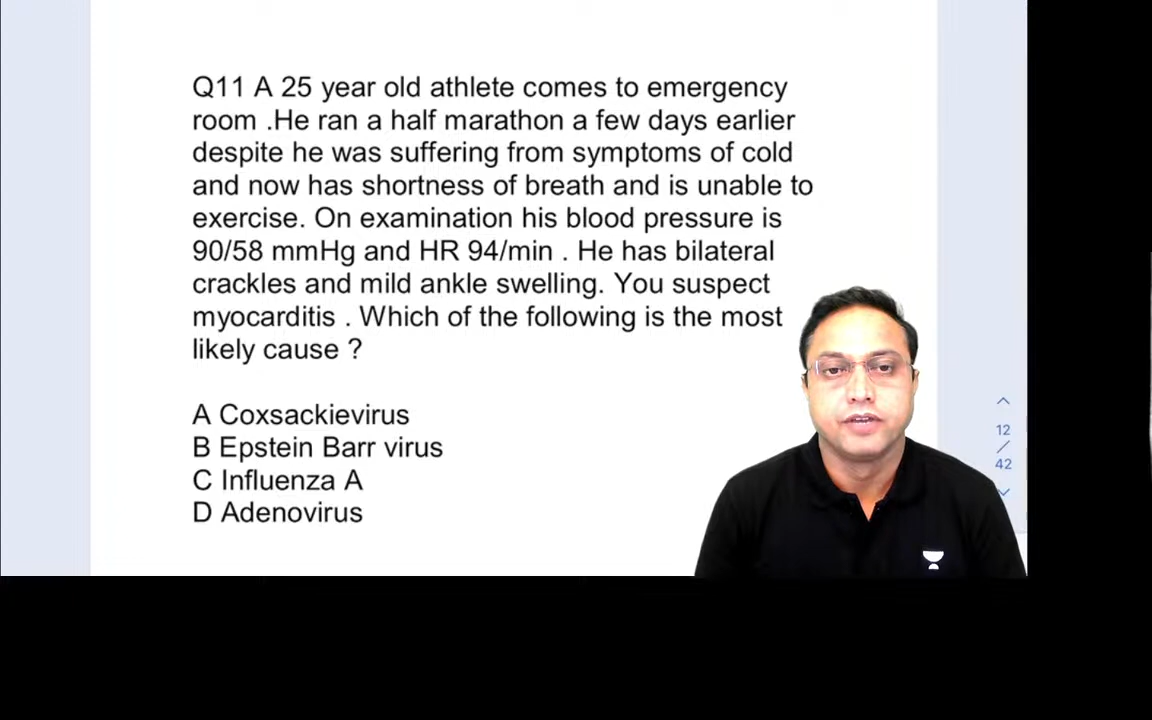 Q11 A 25 year old athlete comes to emergency
room .He ran a half marathon a few days earlier
despite he was suffering from symptoms of cold
and now has shortness of breath and is unable to
exercise. On examination his blood pressure is
90/58 mmHg and HR 94/min . He has bilateral
crackles and mild ankle swelling. You suspect
myocarditis . Which of the following is the most
likely cause ?
A Coxsackievirus
B Epstein Barr virus
C Influenza A
D Adenovirus
12
/
42